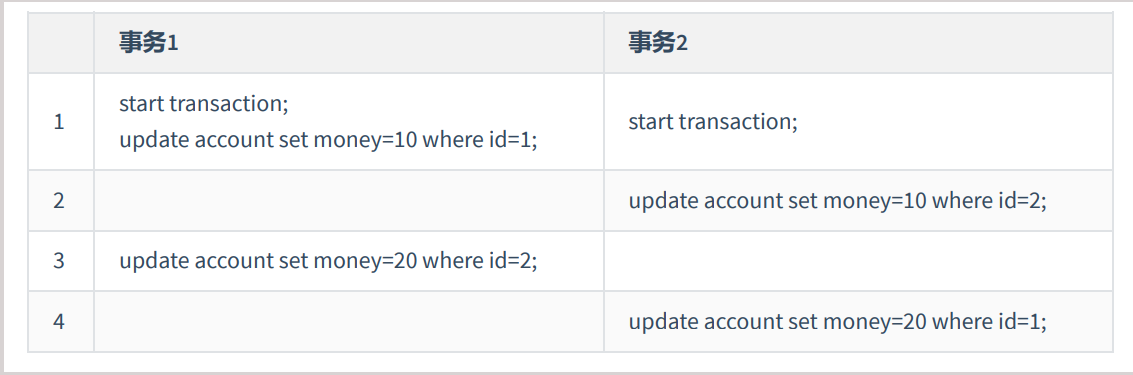 事务1
事务2
1
start transaction;
update account set money=10 where id=1;
start transaction;
2
update account set money=10 where id=2;
3
update account set money=20 where id=2;
4
update account set money=20 where id=1;